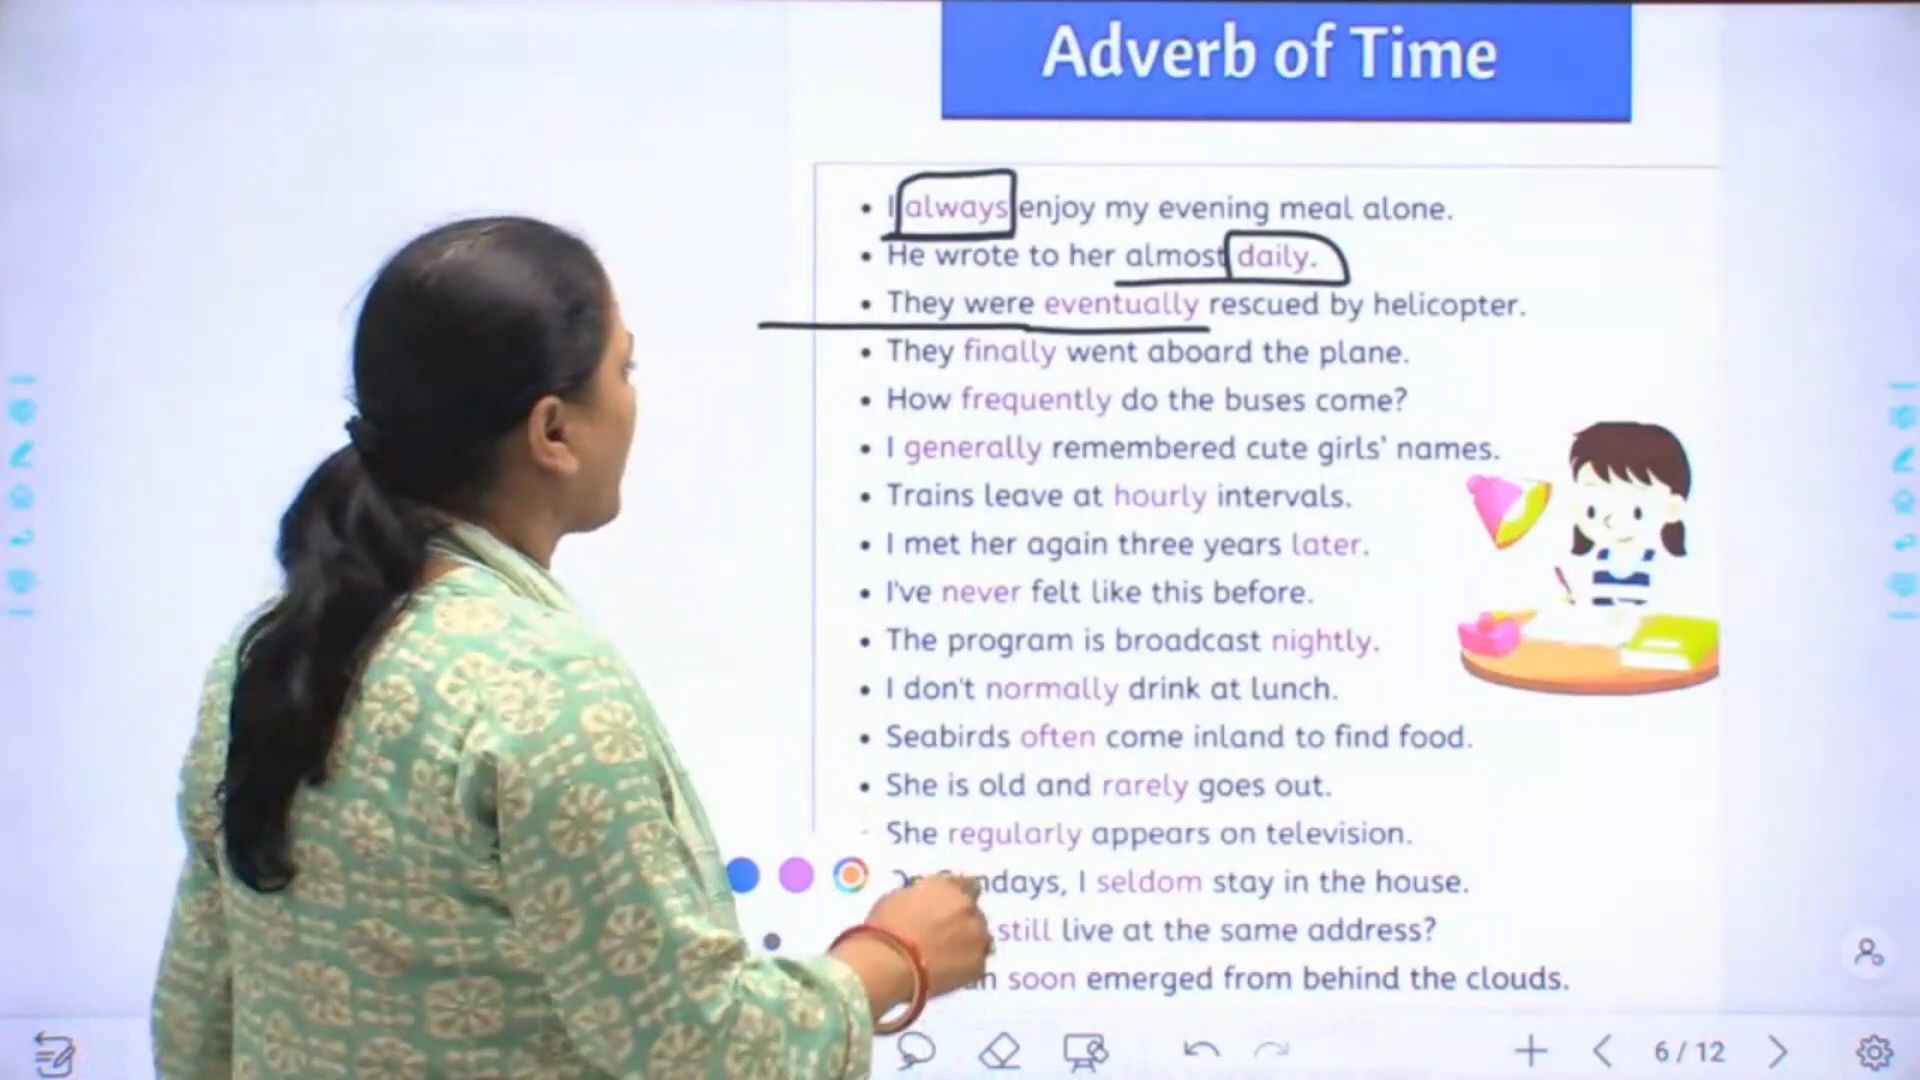 Adverb of Time
• I always enjoy my evening meal alone.
• He wrote to her almost daily.
• They were eventually rescued by helicopter.
• They finally went aboard the plane.
• How frequently do the buses come?
• I generally remembered cute girls' names.
• Trains leave at hourly intervals.
• I met her again three years later.
• I've never felt like this before.
• The program is broadcast nightly.
• I don't normally drink at lunch.
• Seabirds often come inland to find food.
• She is old and rarely goes out.
She regularly appears on television.
I seldom stay in the house.
still live at the same address?
soon emerged from behind the clouds.
6 / 12